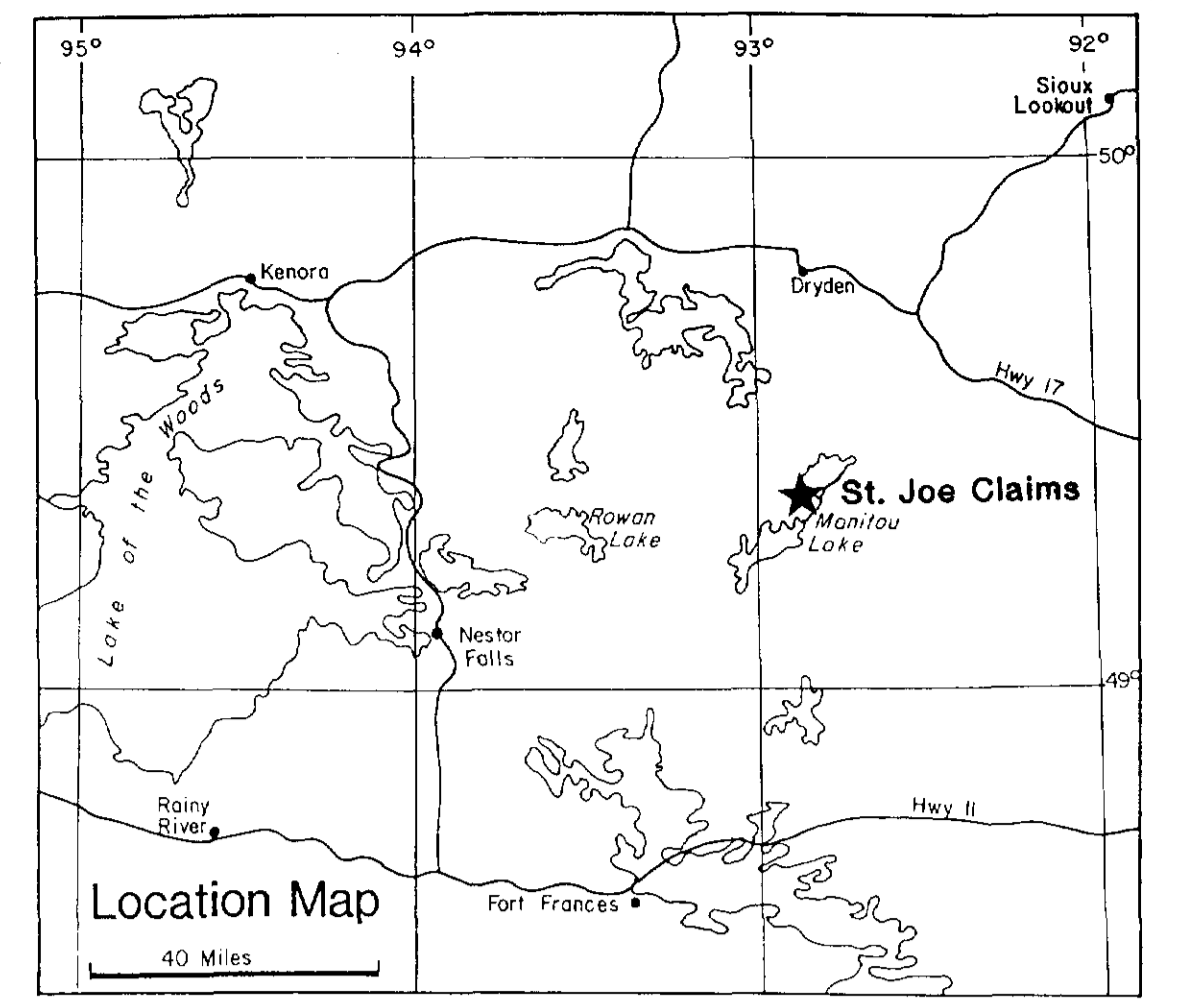 95°
94°
93°
92°
Sioux
Lookout
50°
Kenora
Dryden
Hwy 17
Lake of the Woods
St. Joe Claims
Rowan
Lake
Manitou
Lake
Nestor
Falls
49°
Rainy
River
Hwy 11
Location Map
Fort Frances
40 Miles